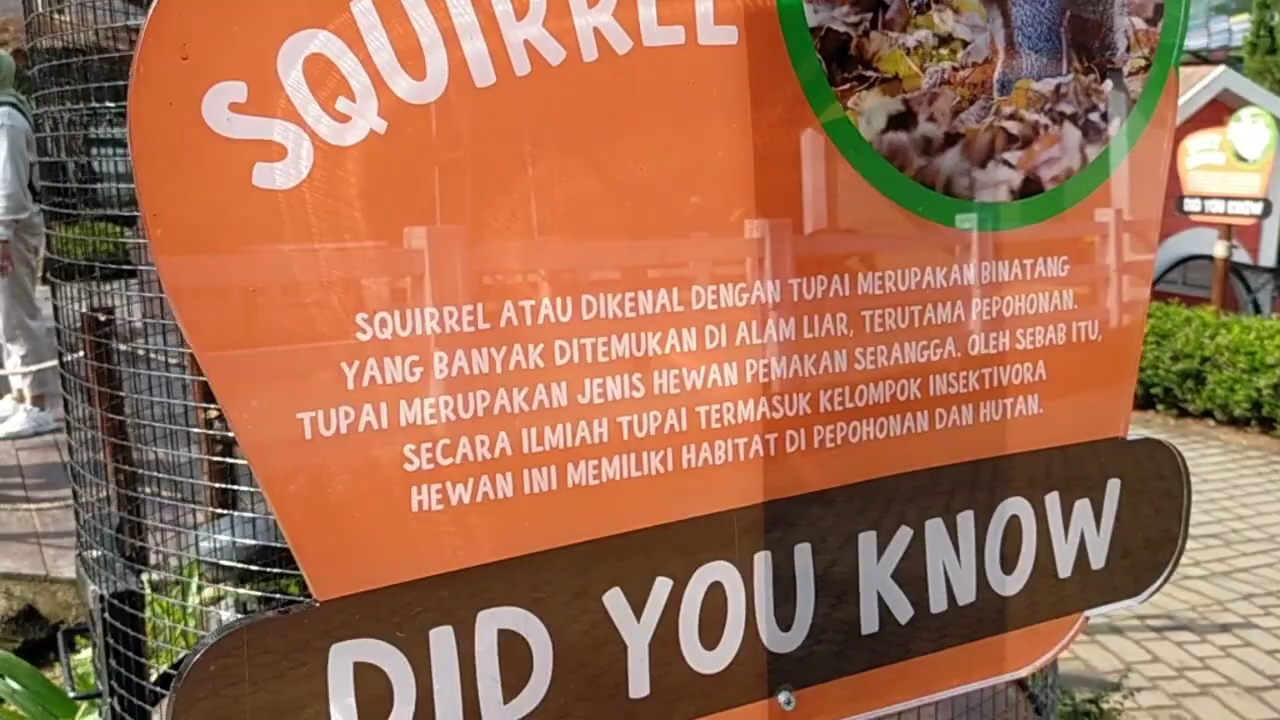 SQUIRREL
SQUIRREL ATAU DIKENAL DENGAN TUPAI MERUPAKAN BINATANG
YANG BANYAK DITEMUKAN DI ALAM LIAR, TERUTAMA PEPOHONAN.
TUPAI MERUPAKAN JENIS HEWAN PEMAKAN SERANGGA. OLEH SEBAB ITU,
SECARA ILMIAH TUPAI TERMASUK KELOMPOK INSEKTIVORA
HEWAN INI MEMILIKI HABITAT DI PEPOHONAN DAN HUTAN.
DID YOU KNOW
DID YOU KNOW